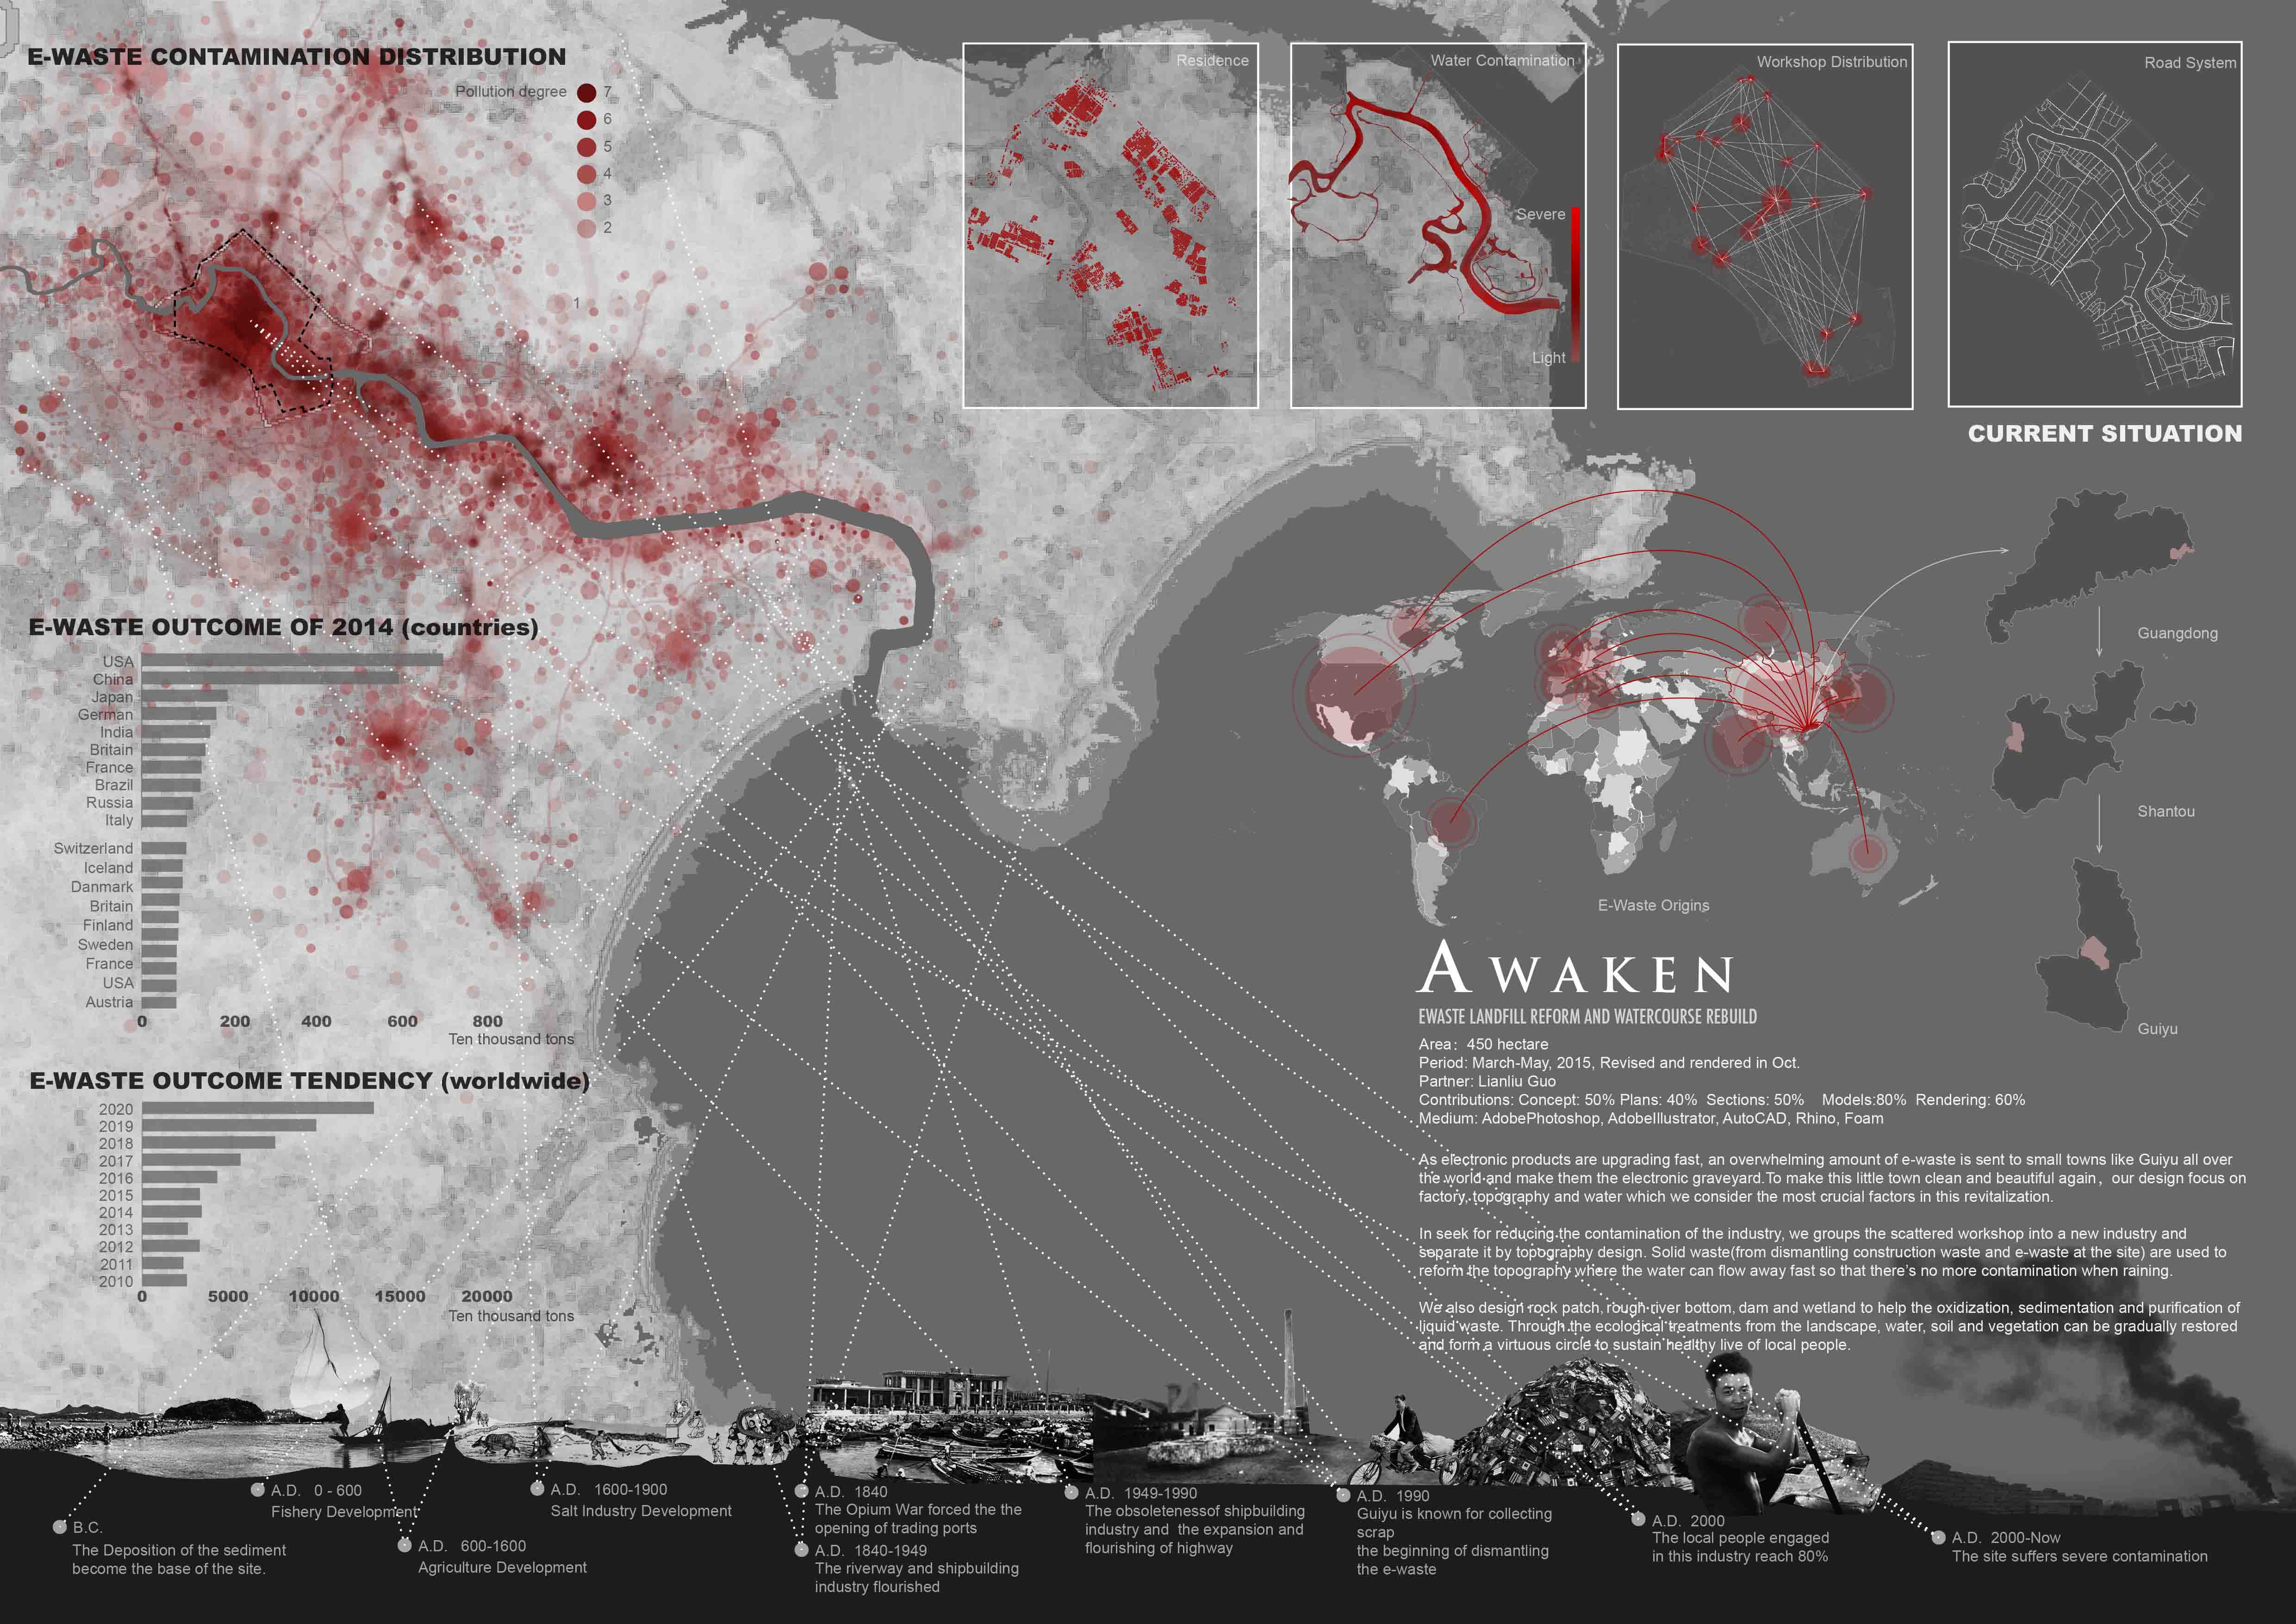 E-WASTE CONTAMINATION DISTRIBUTION
Pollution degree
7
6
5
4
3
2
1
Residence
Water Contamination
Severe
Light
Workshop Distribution
Road System
CURRENT SITUATION
E-WASTE OUTCOME OF 2014 (countries)
USA
China
Japan
German
India
Britain
France
Brazil
Russia
Italy
Switzerland
Iceland
Danmark
Britain
Finland
Sweden
France
USA
Austria
0 200 400 600 800
Ten thousand tons
E-WASTE OUTCOME TENDENCY (worldwide)
2020
2019
2018
2017
2016
2015
2014
2013
2012
2011
2010
0 5000 10000 15000 20000
Ten thousand tons
Guangdong
Shantou
Guiyu
E-Waste Origins
AWAKEN
EWASTE LANDFILL REFORM AND WATERCOURSE REBUILD
Area：450 hectare
Period: March-May, 2015, Revised and rendered in Oct.
Partner: Lianliu Guo
Contributions: Concept: 50% Plans: 40% Sections: 50% Models:80% Rendering: 60%
Medium: AdobePhotoshop, AdobeIllustrator, AutoCAD, Rhino, Foam
As electronic products are upgrading fast, an overwhelming amount of e-waste is sent to small towns like Guiyu all over
the world and make them the electronic graveyard.To make this little town clean and beautiful again，our design focus on
factory, topography and water which we consider the most crucial factors in this revitalization.
In seek for reducing the contamination of the industry, we groups the scattered workshop into a new industry and
separate it by topography design. Solid waste(from dismantling construction waste and e-waste at the site) are used to
reform the topography where the water can flow away fast so that there's no more contamination when raining.
We also design rock patch, rough river bottom, dam and wetland to help the oxidization, sedimentation and purification of
liquid waste. Through the ecological treatments from the landscape, water, soil and vegetation can be gradually restored
and form a virtuous circle to sustain healthy live of local people.
B.C.
The Deposition of the sediment
become the base of the site.
A.D. 0 - 600
Fishery Development
A.D. 600-1600
Agriculture Development
A.D. 1600-1900
Salt Industry Development
A.D. 1840
The Opium War forced the the
opening of trading ports
A.D. 1840-1949
The riverway and shipbuilding
industry flourished
A.D. 1949-1990
The obsoletenessof shipbuilding
industry and the expansion and
flourishing of highway
A.D. 1990
Guiyu is known for collecting
scrap
the beginning of dismantling
the e-waste
A.D. 2000
The local people engaged
in this industry reach 80%
A.D. 2000-Now
The site suffers severe contamination